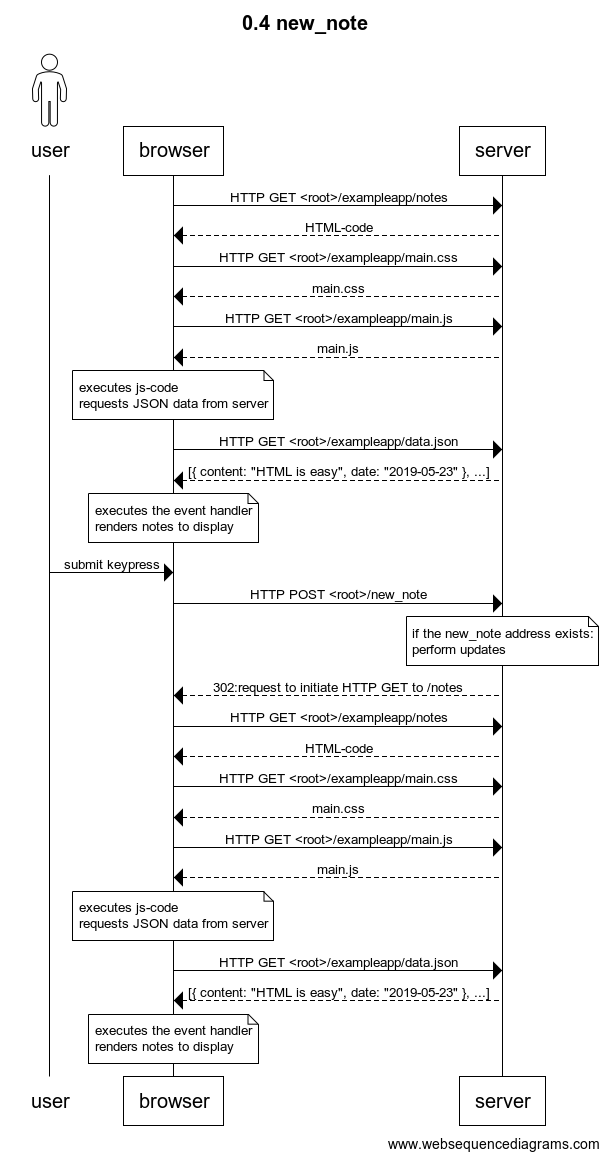 0.4 new_note
user
browser
server
HTTP GET <root>/exampleapp/notes
HTML-code
HTTP GET <root>/exampleapp/main.css
main.css
HTTP GET <root>/exampleapp/main.js
main.js
executes js-code
requests JSON data from server
HTTP GET <root>/exampleapp/data.json
[{ content: "HTML is easy", date: "2019-05-23" }, ...]
executes the event handler
renders notes to display
submit keypress
HTTP POST <root>/new_note
if the new_note address exists:
perform updates
302:request to initiate HTTP GET to /notes
HTTP GET <root>/exampleapp/notes
HTML-code
HTTP GET <root>/exampleapp/main.css
main.css
HTTP GET <root>/exampleapp/main.js
main.js
executes js-code
requests JSON data from server
HTTP GET <root>/exampleapp/data.json
[{ content: "HTML is easy", date: "2019-05-23" }, ...]
executes the event handler
renders notes to display
user
browser
server
www.websequencediagrams.com